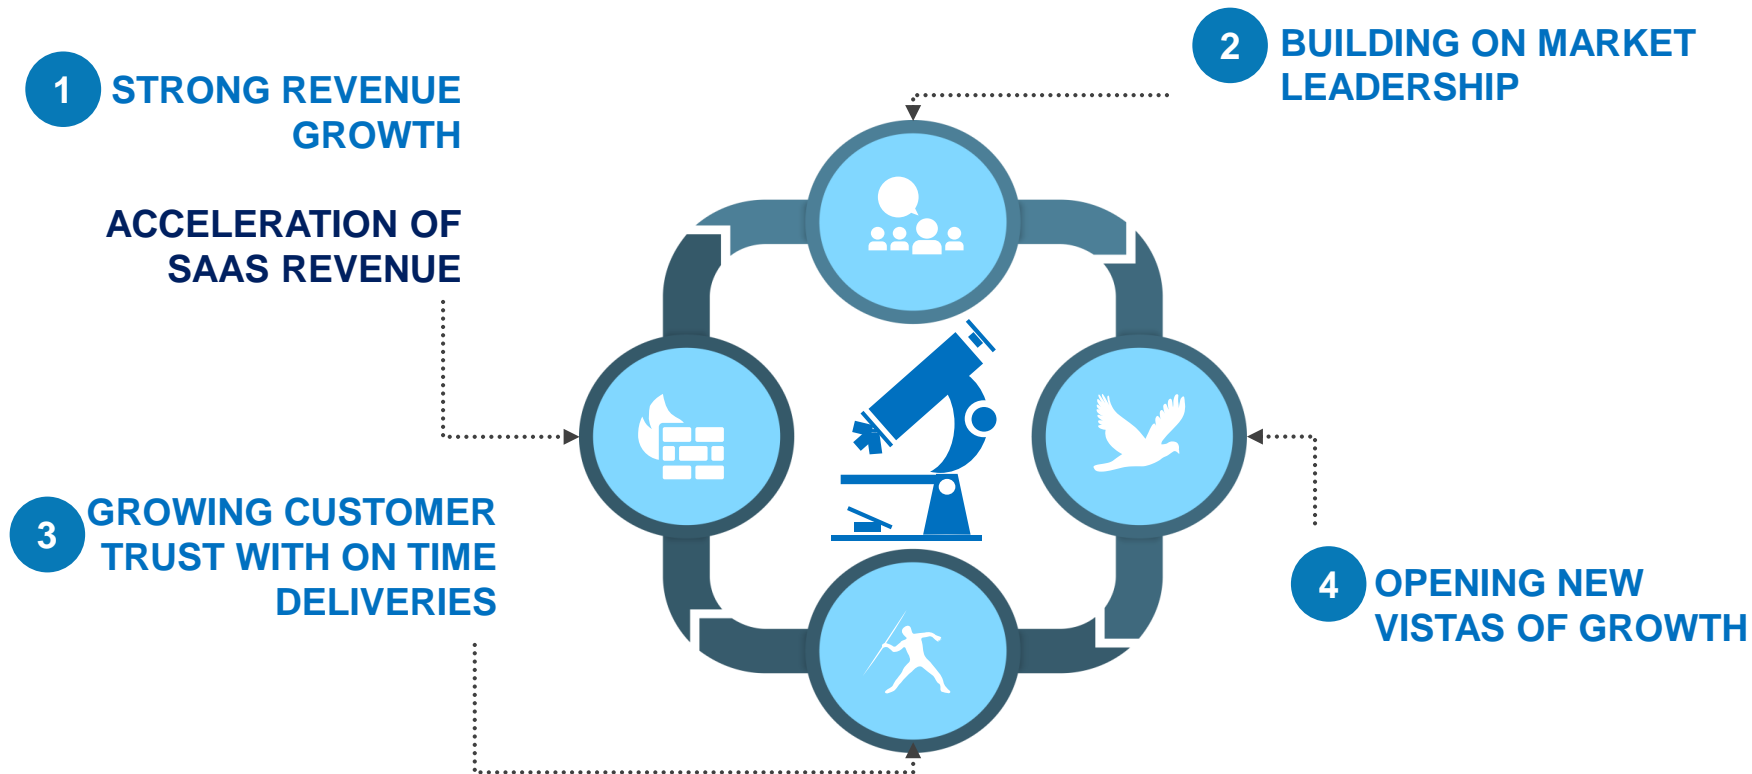 1
STRONG REVENUE
GROWTH
ACCELERATION OF
SAAS REVENUE
2
BUILDING ON MARKET
LEADERSHIP
3
GROWING CUSTOMER
TRUST WITH ON TIME
DELIVERIES
4
OPENING NEW
VISTAS OF GROWTH